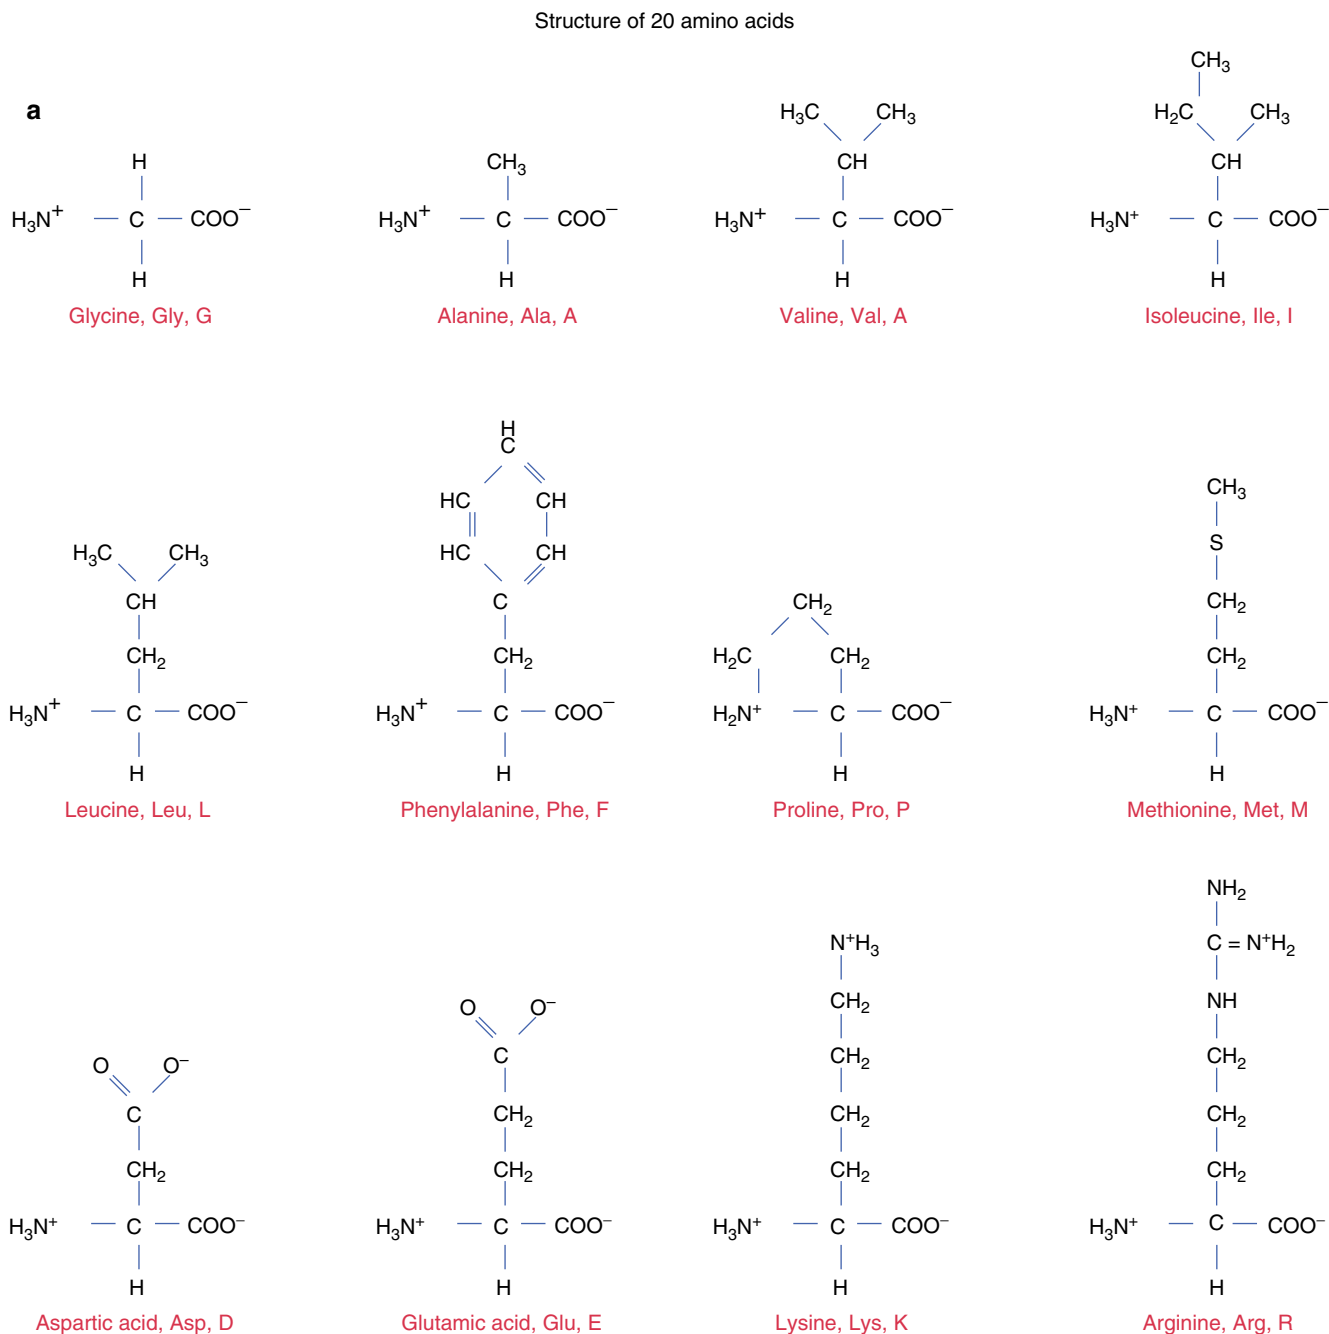 Structure of 20 amino acids
a
H
H₃N⁺ C COO⁻
H
Glycine, Gly, G
CH₃
H₃N⁺ C COO⁻
H
Alanine, Ala, A
H₃C CH₃
CH
H₃N⁺ C COO⁻
H
Valine, Val, A
CH₃
H₂C CH₃
CH
H₃N⁺ C COO⁻
H
Isoleucine, Ile, I
H₃C CH₃
CH
CH₂
H₃N⁺ C COO⁻
H
Leucine, Leu, L
H
C
HC CH
HC CH
C
CH₂
H₃N⁺ C COO⁻
H
Phenylalanine, Phe, F
CH₂
H₂C CH₂
H₂N⁺ C COO⁻
H
Proline, Pro, P
CH₃
S
CH₂
CH₂
H₃N⁺ C COO⁻
H
Methionine, Met, M
O O⁻
C
CH₂
H₃N⁺ C COO⁻
H
Aspartic acid, Asp, D
O O⁻
C
CH₂
CH₂
H₃N⁺ C COO⁻
H
Glutamic acid, Glu, E
N⁺H₃
CH₂
CH₂
CH₂
CH₂
H₃N⁺ C COO⁻
H
Lysine, Lys, K
NH₂
C = N⁺H₂
NH
CH₂
CH₂
CH₂
H₃N⁺ C COO⁻
H
Arginine, Arg, R